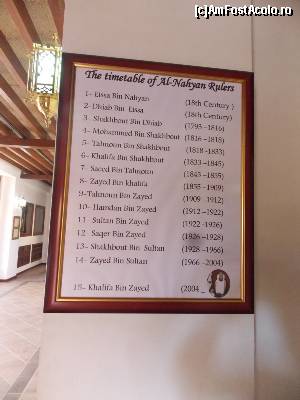 (c) AmFostAcolo.ro
The timetable of Al-Nahyan Rulers
1- Eissa Bin Nahyan (18th Century )
2- Dhiab Bin Eissa (18th Century)
3- Shakhbout Bin Dhiab (1795 -1816)
4- Mohammed Bin Shakhbout (1816 -1818)
5- Tahnoun Bin Shakhbout (1818 -1833)
6- Khalifa Bin Shakhbout (1833 -1845)
7- Saeed Bin Tahnoun (1845 -1855)
8- Zayed Bin khalifa (1855 -1909)
9-Tahnoun Bin Zayed (1909 -1912)
10- Hamdan Bin Zayed (1912 -1922)
11- Sultan Bin Zayed (1922 -1926)
12- Saqer Bin Zayed (1926 -1928)
13- Shakhbout Bin Sultan (1928 -1966)
14- Zayed Bin Sultan (1966 -2004)
15- Khalifa Bin Zayed (2004 _